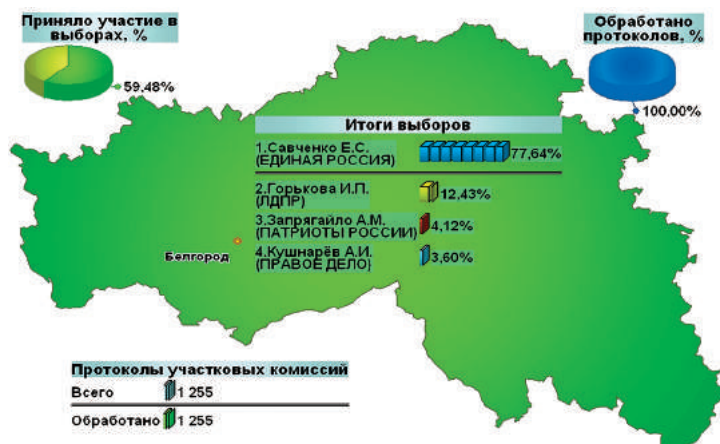 Приняло участие в
выборах, %
59,48%
Обработано
протоколов, %
100,00%
Итоги выборов
1.Савченко Е.С.
(ЕДИНАЯ РОССИЯ)
77,64%
2.Горькова И.П.
(ЛДПР)
12,43%
3.Запрягайло А.М.
(ПАТРИОТЫ РОССИИ)
4,12%
4.Кушнарёв А.И.
(ПРАВОЕ ДЕЛО)
3,60%
Белгород
Протоколы участковых комиссий
Всего 1 255
Обработано 1 255